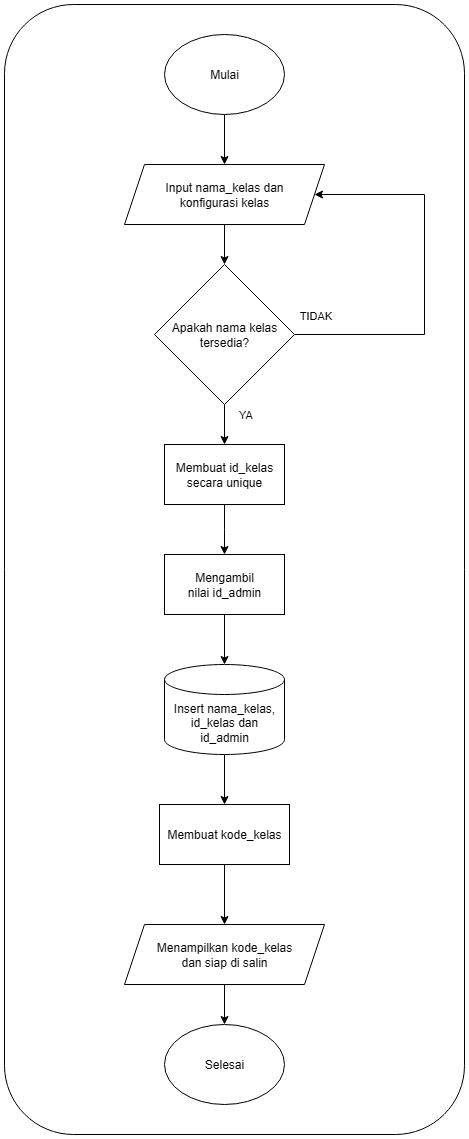 Mulai
Input nama_kelas dan
konfigurasi kelas
Apakah nama kelas
tersedia?
TIDAK
YA
Membuat id_kelas
secara unique
Mengambil
nilai id_admin
Insert nama_kelas,
id_kelas dan
id_admin
Membuat kode_kelas
Menampilkan kode_kelas
dan siap di salin
Selesai